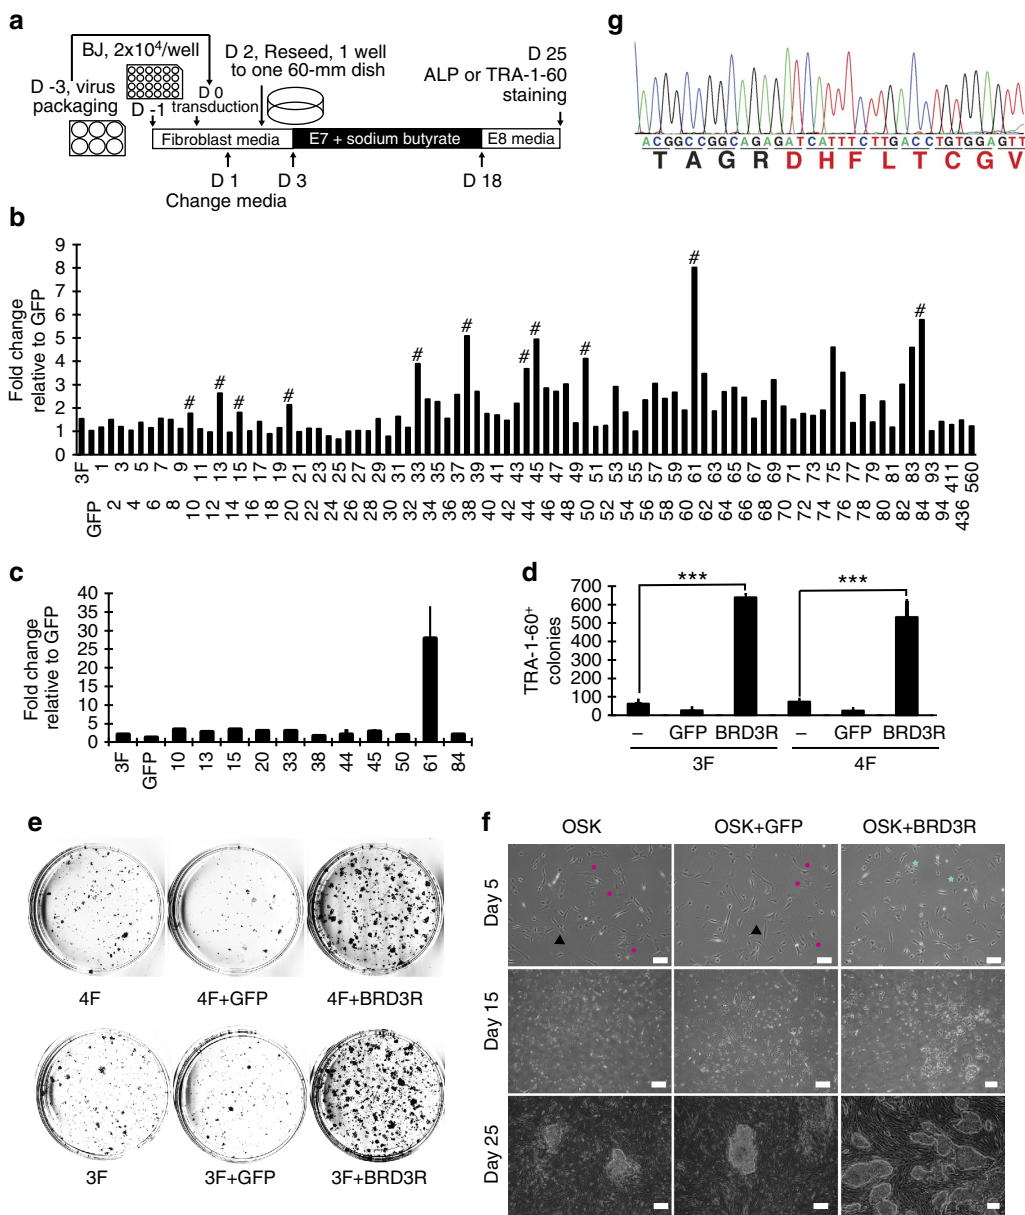 a
BJ, 2x10⁴/well
D 2, Reseed, 1 well
to one 60-mm dish
D 25
ALP or TRA-1-60
staining
D -3, virus
packaging
D -1
D 0
transduction
Fibroblast media
E7 + sodium butyrate
E8 media
D 1
D 3
D 18
Change media
g
ACGGCCGGCAGAGATCATTTCTTGACCTGTGGAGTT
T A G R D H F L T C G V
b
Fold change
relative to GFP
9
8
7
6
5
4
3
2
1
0
# # # # # # # # # # #
3F 1 3 5 7 9 11 13 15 17 19 21 23 25 27 29 31 33 35 37 39 41 43 45 47 49 51 53 55 57 59 61 63 65 67 69 71 73 75 77 79 81 83 93 411 560
GFP 2 4 6 8 10 12 14 16 18 20 22 24 26 28 30 32 34 36 38 40 42 44 46 48 50 52 54 56 58 60 62 64 66 68 70 72 74 76 78 80 82 84 94 436
c
Fold change
relative to GFP
40
35
30
25
20
15
10
5
0
3F GFP 10 13 15 20 33 38 44 45 50 61 84
d
TRA-1-60⁺
colonies
700
600
500
400
300
200
100
0
*** ***
– GFP BRD3R – GFP BRD3R
3F 4F
e
4F 4F+GFP 4F+BRD3R
3F 3F+GFP 3F+BRD3R
f
OSK OSK+GFP OSK+BRD3R
Day 5
Day 15
Day 25